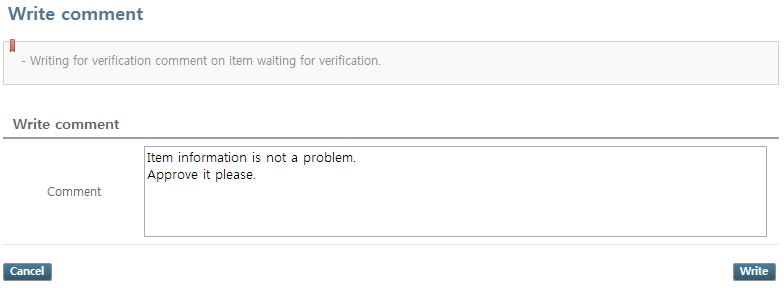 Write comment
- Writing for verification comment on item waiting for verification.
Write comment
Comment
Item information is not a problem.
Approve it please.
Cancel
Write